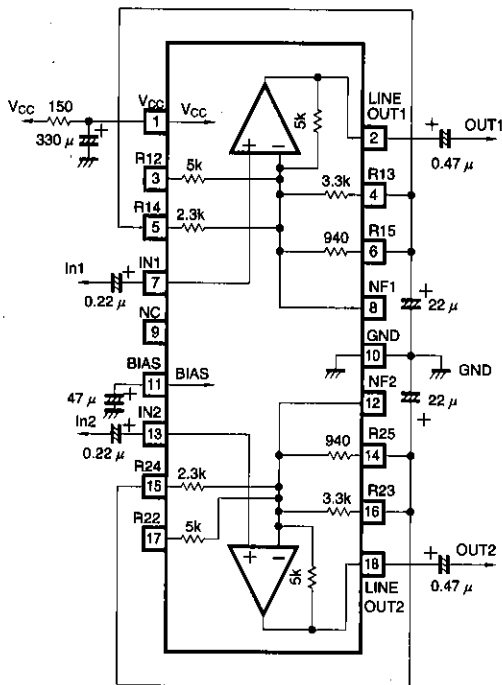 VCC
150
330 μ
+
VCC
1
VCC
5k
LINE
OUT1
2
+
OUT1
0.47 μ
R12
3
5k
+
−
3.3k
R13
4
R14
5
2.3k
940
R15
6
In1
+
0.22 μ
IN1
7
NF1
8
+
22 μ
NC
9
GND
10
GND
BIAS
11
BIAS
47 μ
+
NF2
12
22 μ
+
In2
+
0.22 μ
IN2
13
940
R25
14
R24
15
2.3k
3.3k
R23
16
R22
17
5k
+
−
5k
18
LINE
OUT2
+
OUT2
0.47 μ